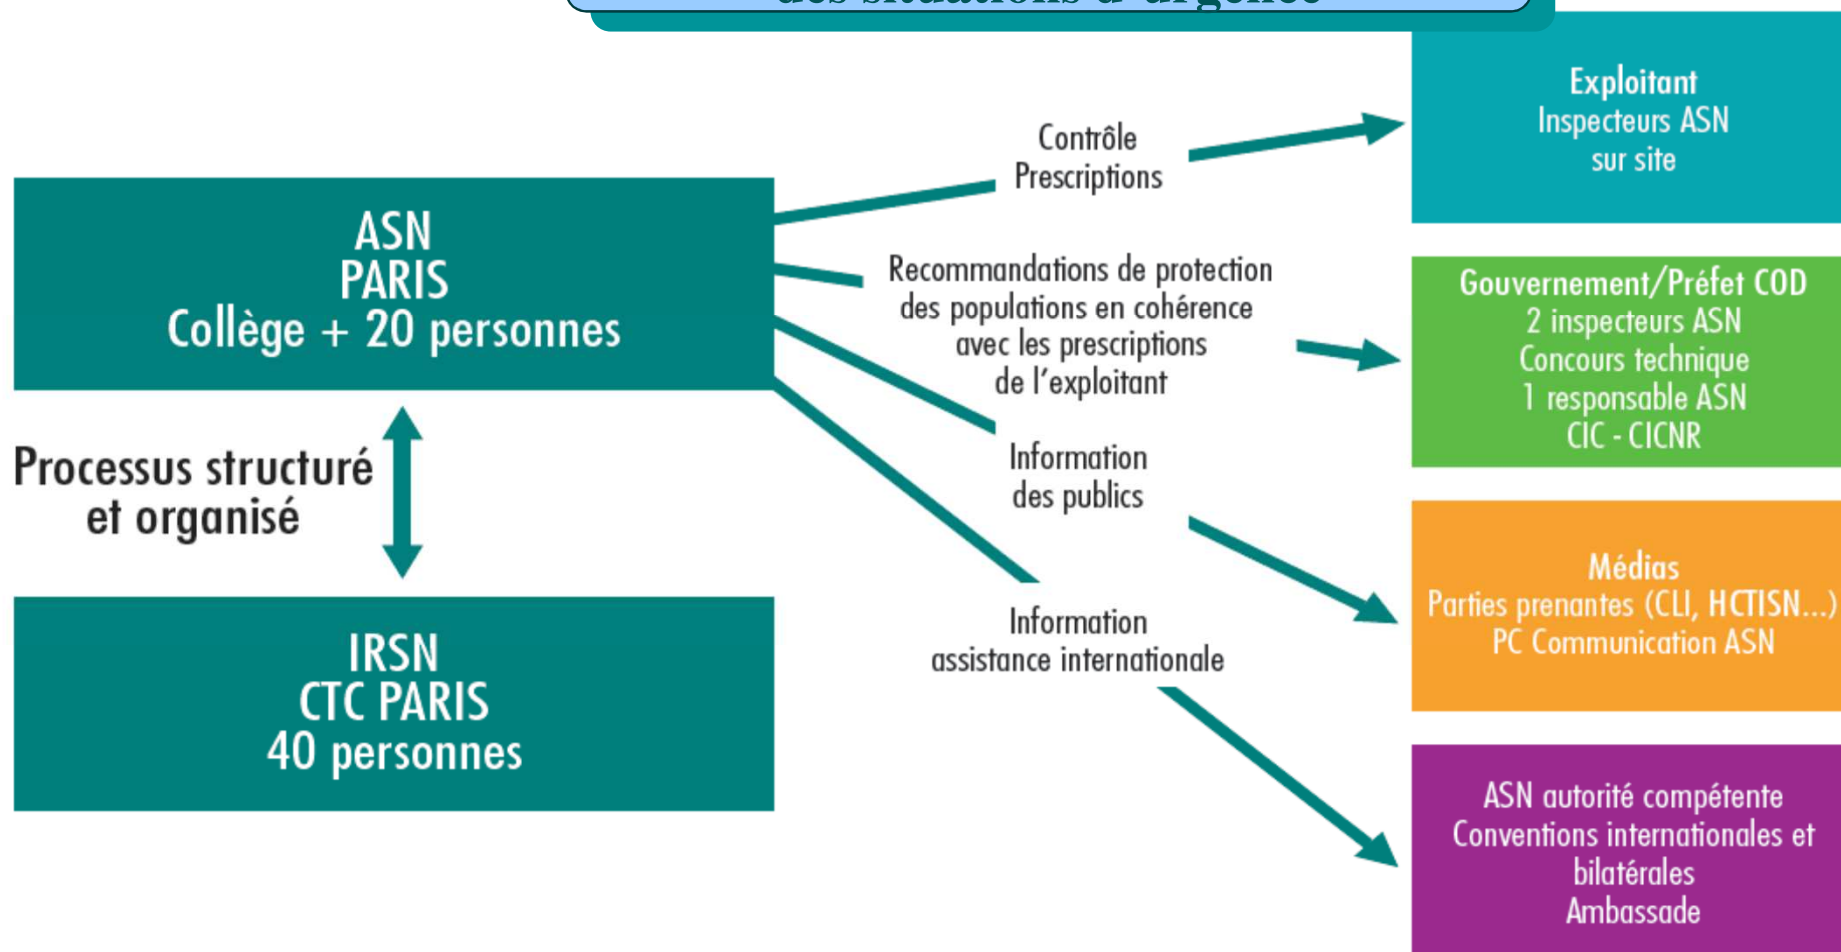 des situations d'urgence
ASN
PARIS
Collège + 20 personnes
Processus structuré
et organisé
IRSN
CTC PARIS
40 personnes
Contrôle
Prescriptions
Recommandations de protection
des populations en cohérence
avec les prescriptions
de l'exploitant
Information
des publics
Information
assistance internationale
Exploitant
Inspecteurs ASN
sur site
Gouvernement/Préfet COD
2 inspecteurs ASN
Concours technique
1 responsable ASN
CIC - CICNR
Médias
Parties prenantes (CLI, HCTISN...)
PC Communication ASN
ASN autorité compétente
Conventions internationales et
bilatérales
Ambassade